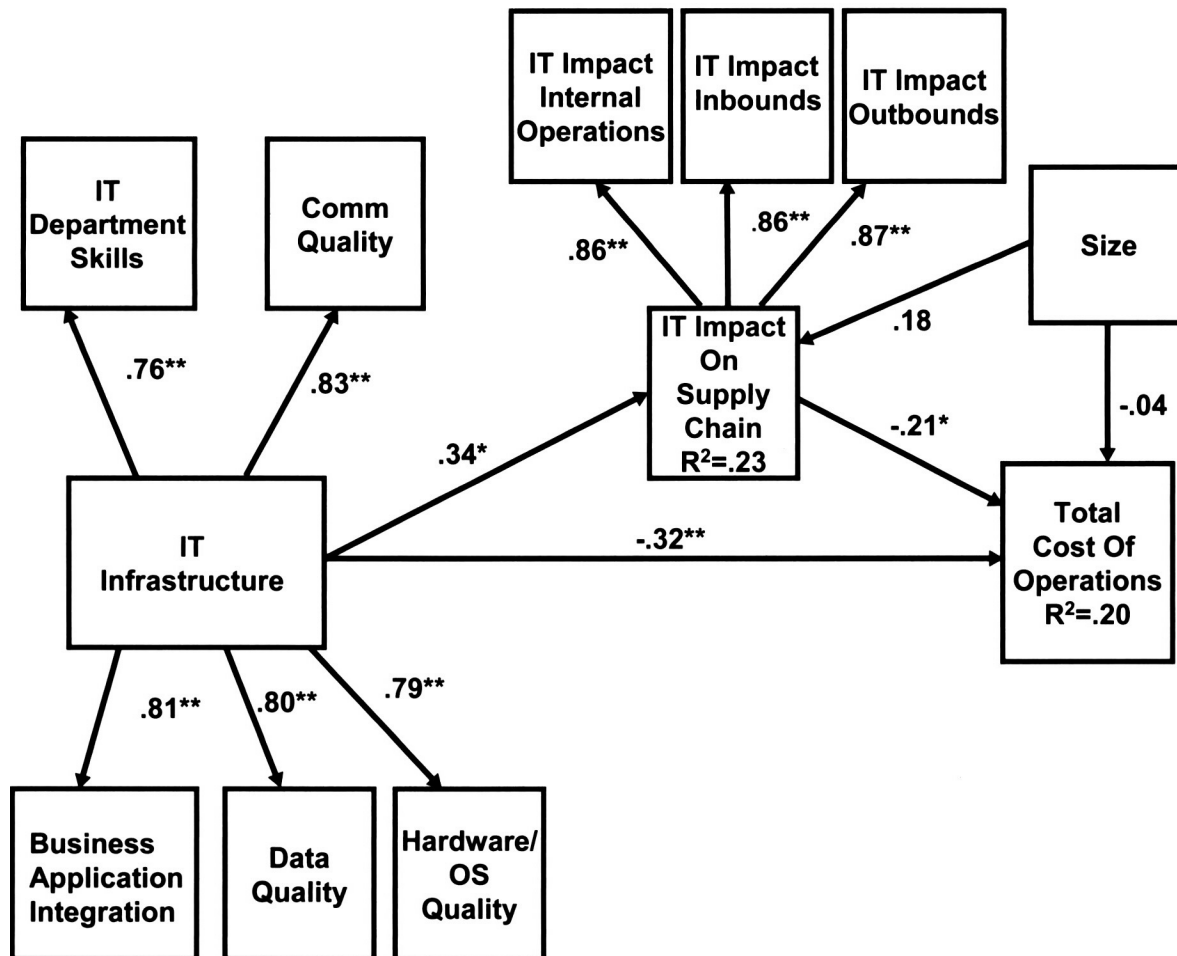 IT Impact
Internal
Operations
IT Impact
Inbounds
IT Impact
Outbounds
IT
Department
Skills
Comm
Quality
Size
.86**
.86**
.87**
.18
IT Impact
On
Supply
Chain
R²=.23
.76**
.83**
.34*
-.21*
-.04
IT
Infrastructure
-.32**
Total
Cost Of
Operations
R²=.20
.81**
.80**
.79**
Business
Application
Integration
Data
Quality
Hardware/
OS
Quality